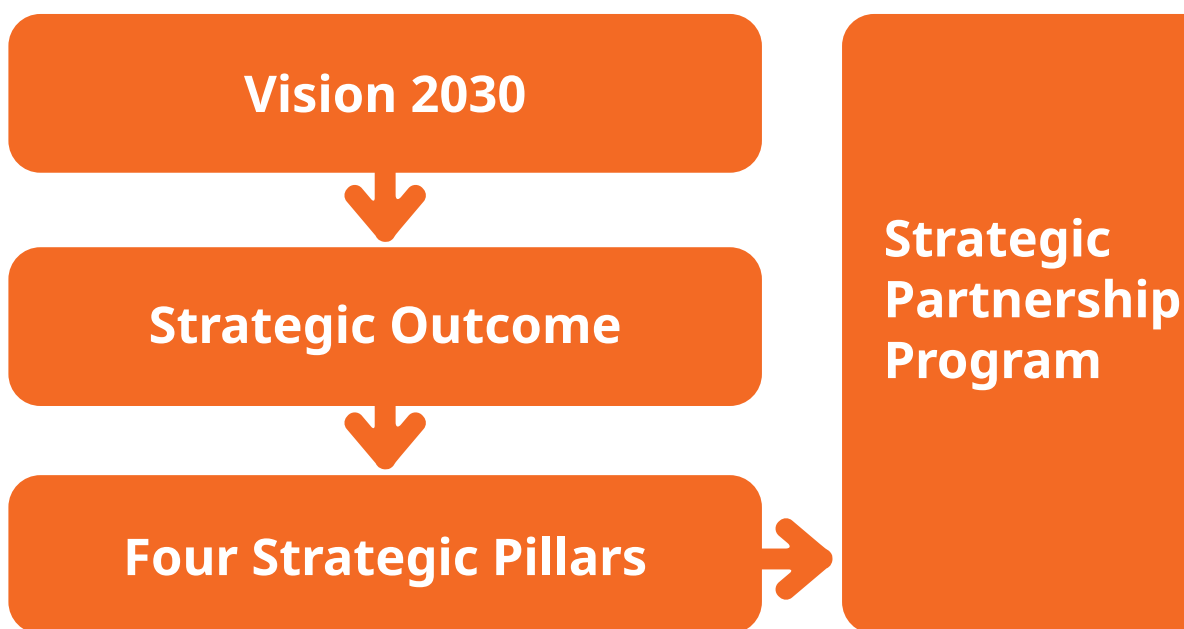 Vision 2030
Strategic Outcome
Four Strategic Pillars
Strategic
Partnership
Program